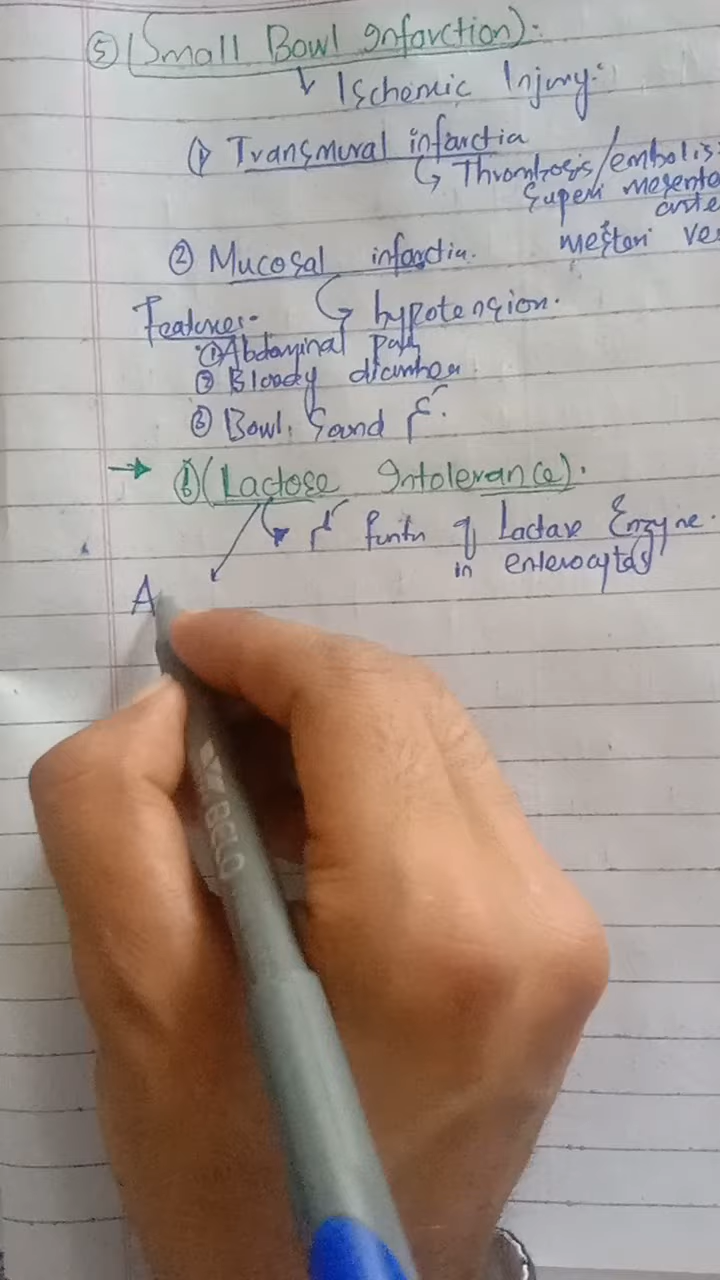 ⑤ (Small Bowl Infarction):-
↳ Ischemic Injury:
① Transmural infarctia
↳ Thrombosis/embolis
Superi mesente
arte
mesteri ve
② Mucosal infarctia.
↳ hypotension.
Features:-
① Abdominal Pain
② Bloody diarrhea
③ Bowl Sound
→ ⑥ (Lactose Intolerance).
Funtn of Lactase Enzyne.
in enterocytes
A
BELO